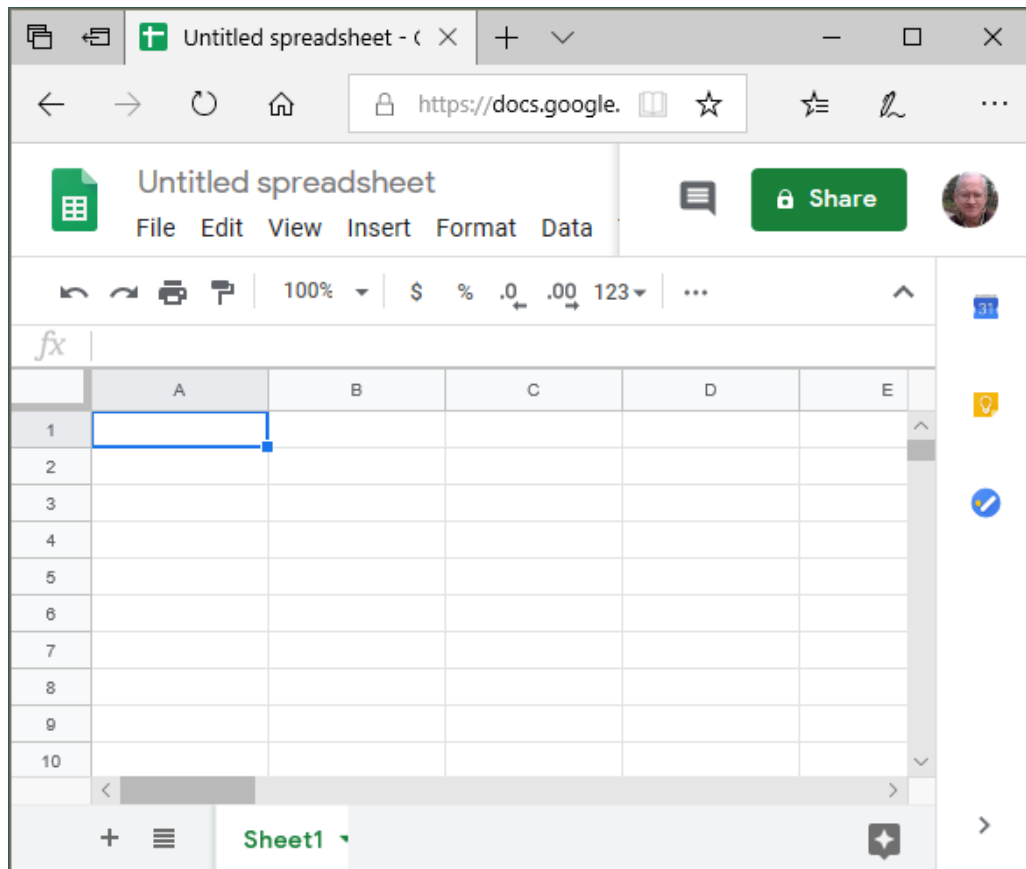 Untitled spreadsheet - (
https://docs.google.
Untitled spreadsheet
File Edit View Insert Format Data
Share
100% $ % .0 .00 123
31
fx
A B C D E
1
2
3
4
5
6
7
8
9
10
Sheet1